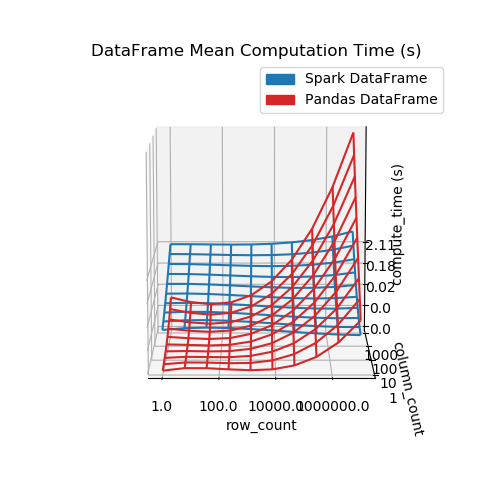 DataFrame Mean Computation Time (s)
Spark DataFrame
Pandas DataFrame
compute_time (s)
2.11
0.18
0.02
0.0
0.0
1000
100
10
1
column_count
1.0
100.0
10000.0
1000000.0
row_count